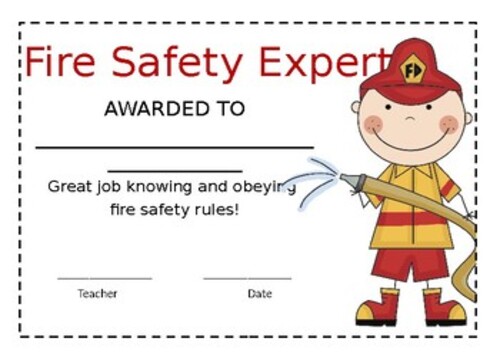 Fire Safety Expert
FD
AWARDED TO
Great job knowing and obeying
fire safety rules!
Teacher Date